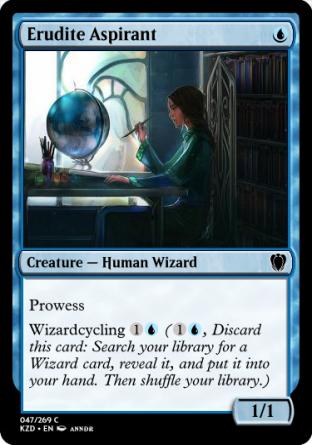 Erudite Aspirant
Creature — Human Wizard
Prowess
Wizardcycling 1 ( 1 , Discard
this card: Search your library for a
Wizard card, reveal it, and put it into
your hand. Then shuffle your library.)
047/269 C
KZD • EN ANNDR
1/1